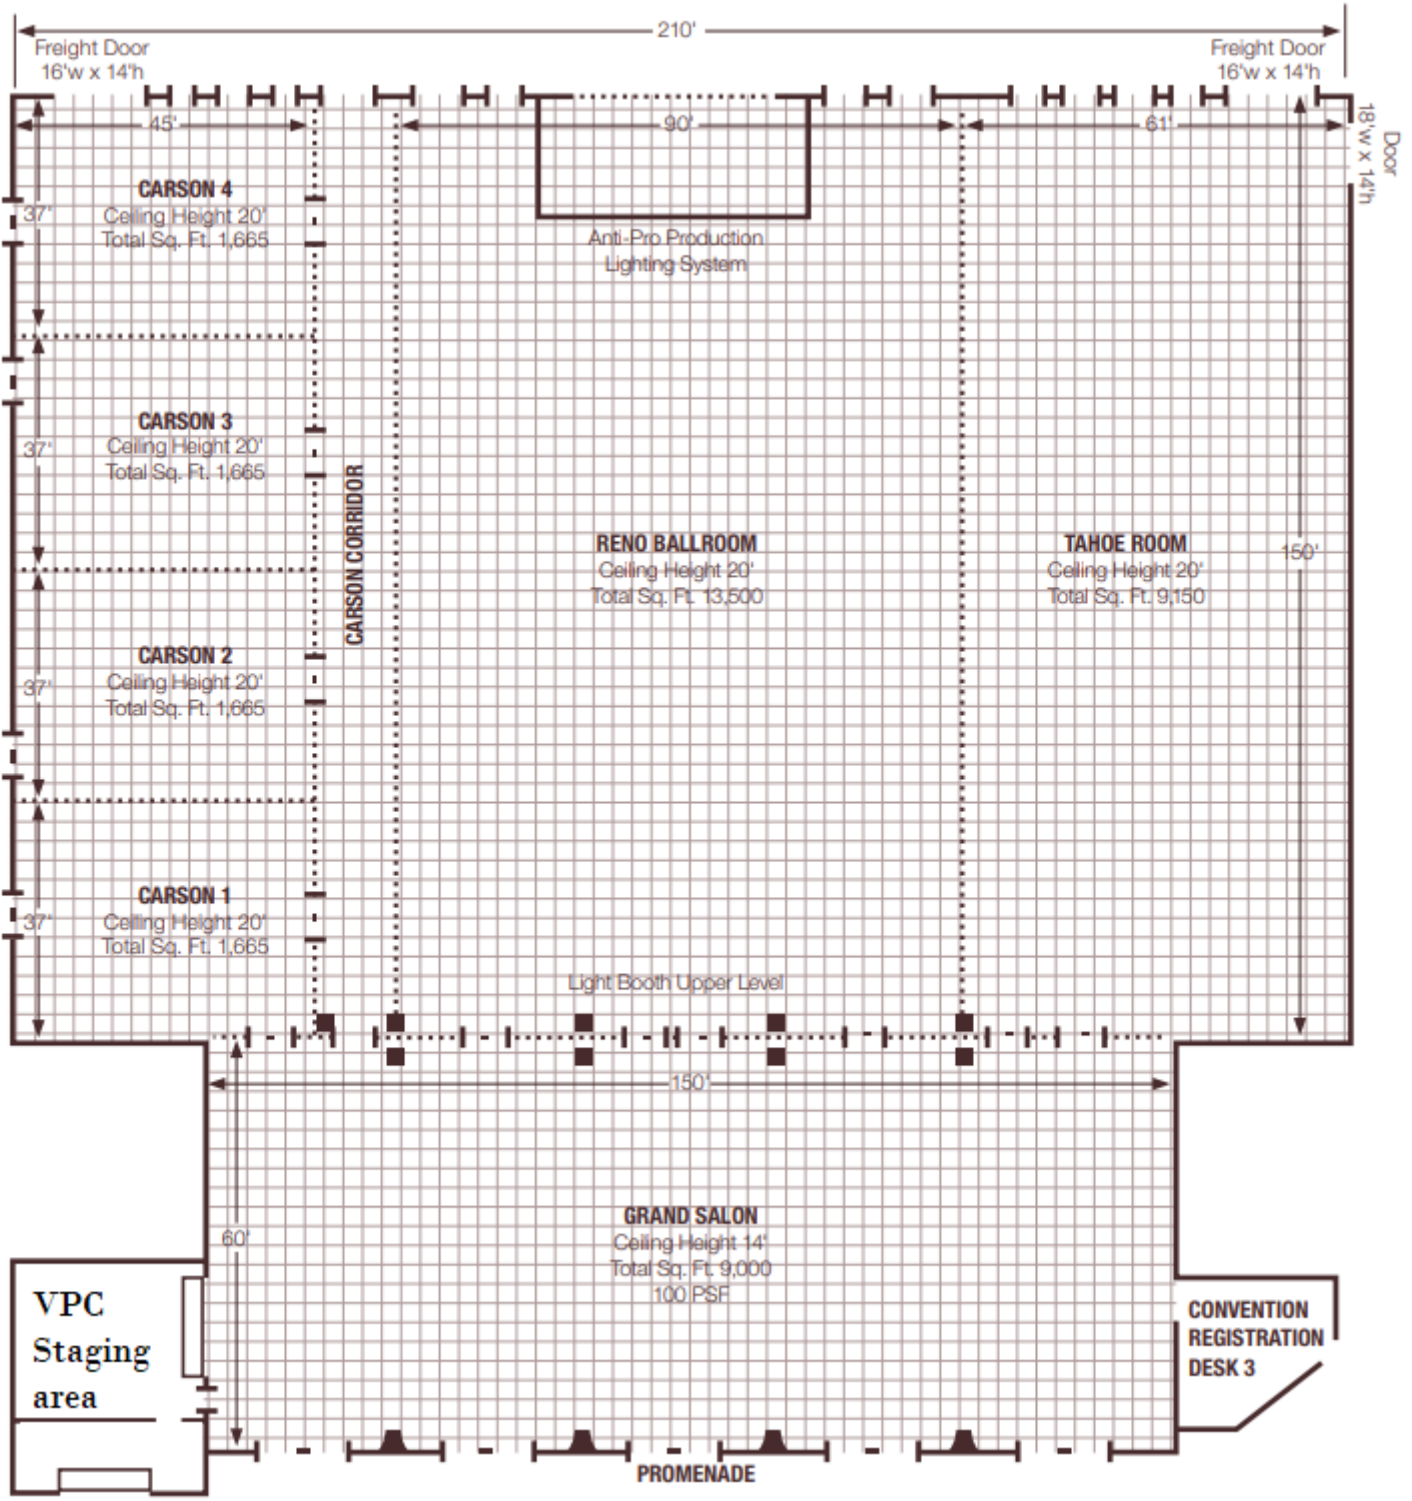 210'
Freight Door
16'w x 14'h
Freight Door
16'w x 14'h
45'
90'
61'
Door
18'w x 14'h
37'
CARSON 4
Ceiling Height 20'
Total Sq. Ft. 1,665
Anti-Pro Production
Lighting System
37'
CARSON 3
Ceiling Height 20'
Total Sq. Ft. 1,665
CARSON CORRIDOR
RENO BALLROOM
Ceiling Height 20'
Total Sq. Ft. 13,500
TAHOE ROOM
Ceiling Height 20'
Total Sq. Ft. 9,150
150'
37'
CARSON 2
Ceiling Height 20'
Total Sq. Ft. 1,665
37'
CARSON 1
Ceiling Height 20'
Total Sq. Ft. 1,665
Light Booth Upper Level
150'
60'
GRAND SALON
Ceiling Height 14'
Total Sq. Ft. 9,000
100 PSF
VPC
Staging
area
CONVENTION
REGISTRATION
DESK 3
PROMENADE